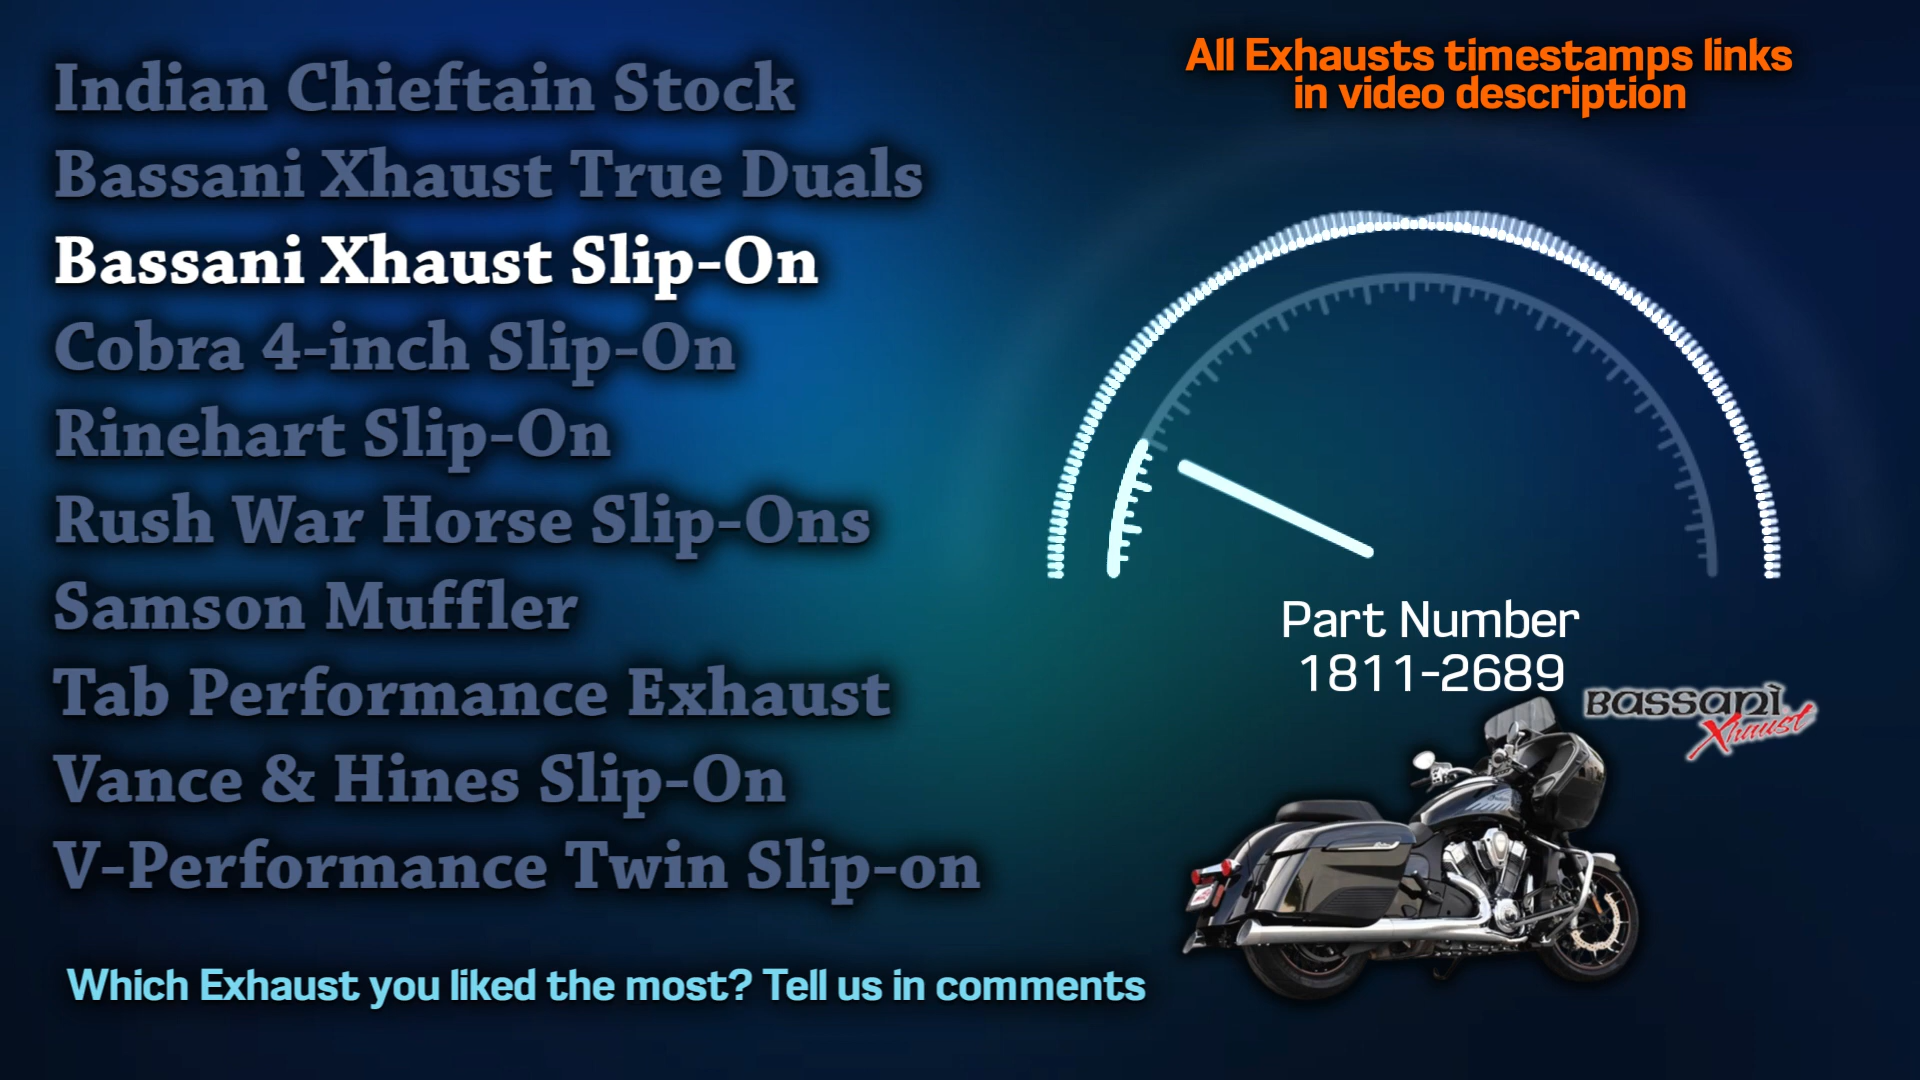 Indian Chieftain Stock
Bassani Xhaust True Duals
Bassani Xhaust Slip-On
Cobra 4-inch Slip-On
Rinehart Slip-On
Rush War Horse Slip-Ons
Samson Muffler
Tab Performance Exhaust
Vance & Hines Slip-On
V-Performance Twin Slip-on
Which Exhaust you liked the most? Tell us in comments
All Exhausts timestamps links
in video description
Part Number
1811-2689
BASSANI
Xhaust